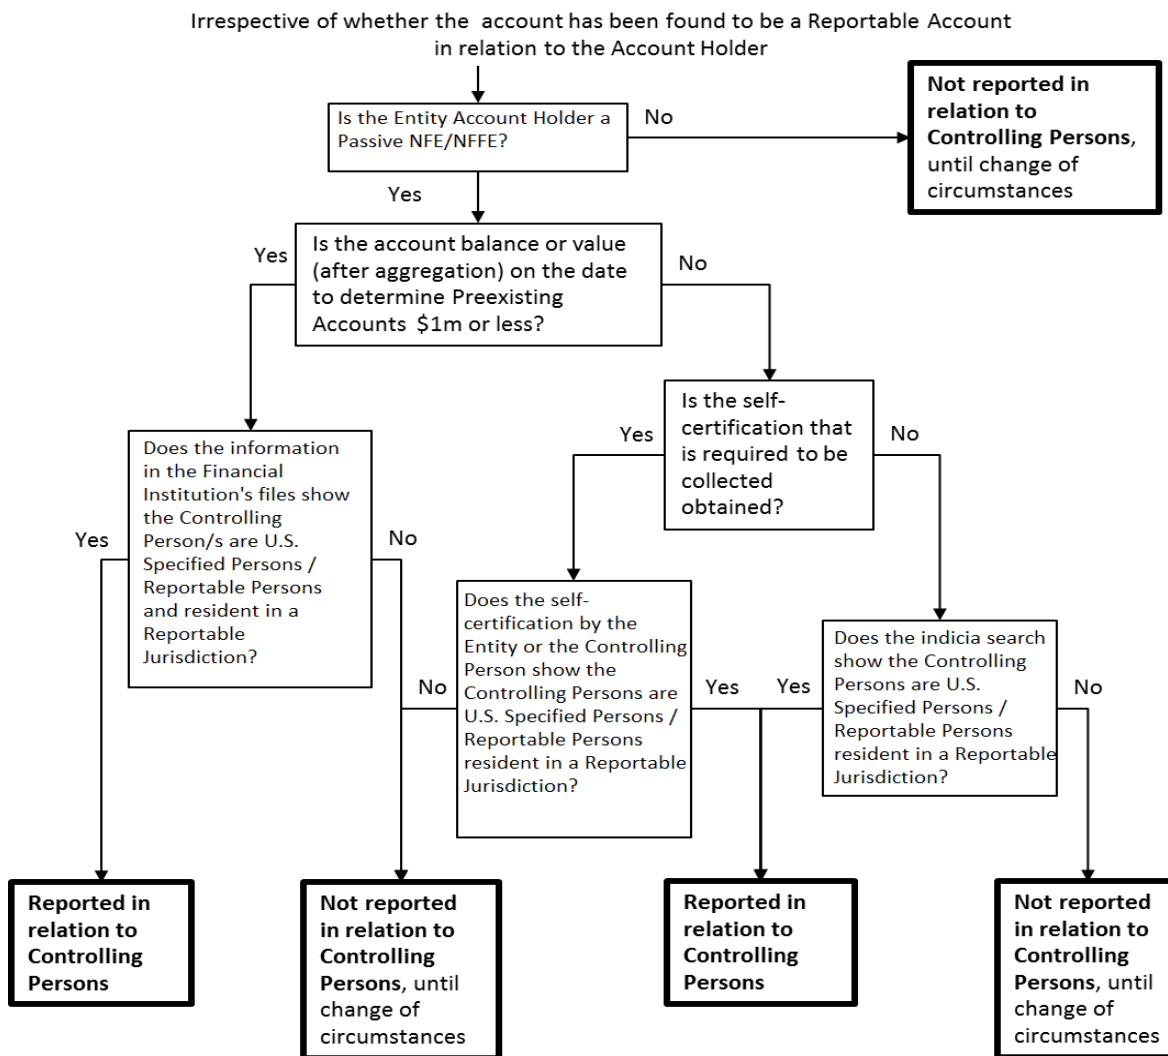 Irrespective of whether the account has been found to be a Reportable Account
in relation to the Account Holder
Is the Entity Account Holder a
Passive NFE/NFFE?
No
Not reported in
relation to
Controlling Persons,
until change of
circumstances
Yes
Yes
Is the account balance or value
(after aggregation) on the date
to determine Preexisting
Accounts $1m or less?
No
Yes
Is the self-
certification that
is required to be
collected
obtained?
No
Yes
Does the information
in the Financial
Institution's files show
the Controlling
Person/s are U.S.
Specified Persons /
Reportable Persons
and resident in a
Reportable
Jurisdiction?
No
No
Does the self-
certification by the
Entity or the Controlling
Person show the
Controlling Persons are
U.S. Specified Persons /
Reportable Persons
resident in a Reportable
Jurisdiction?
Yes
Yes
Does the indicia search
show the Controlling
Persons are U.S.
Specified Persons /
Reportable Persons
resident in a Reportable
Jurisdiction?
No
Reported in
relation to
Controlling
Persons
Not reported
in relation to
Controlling
Persons, until
change of
circumstances
Reported in
relation to
Controlling
Persons
Not reported
in relation to
Controlling
Persons, until
change of
circumstances